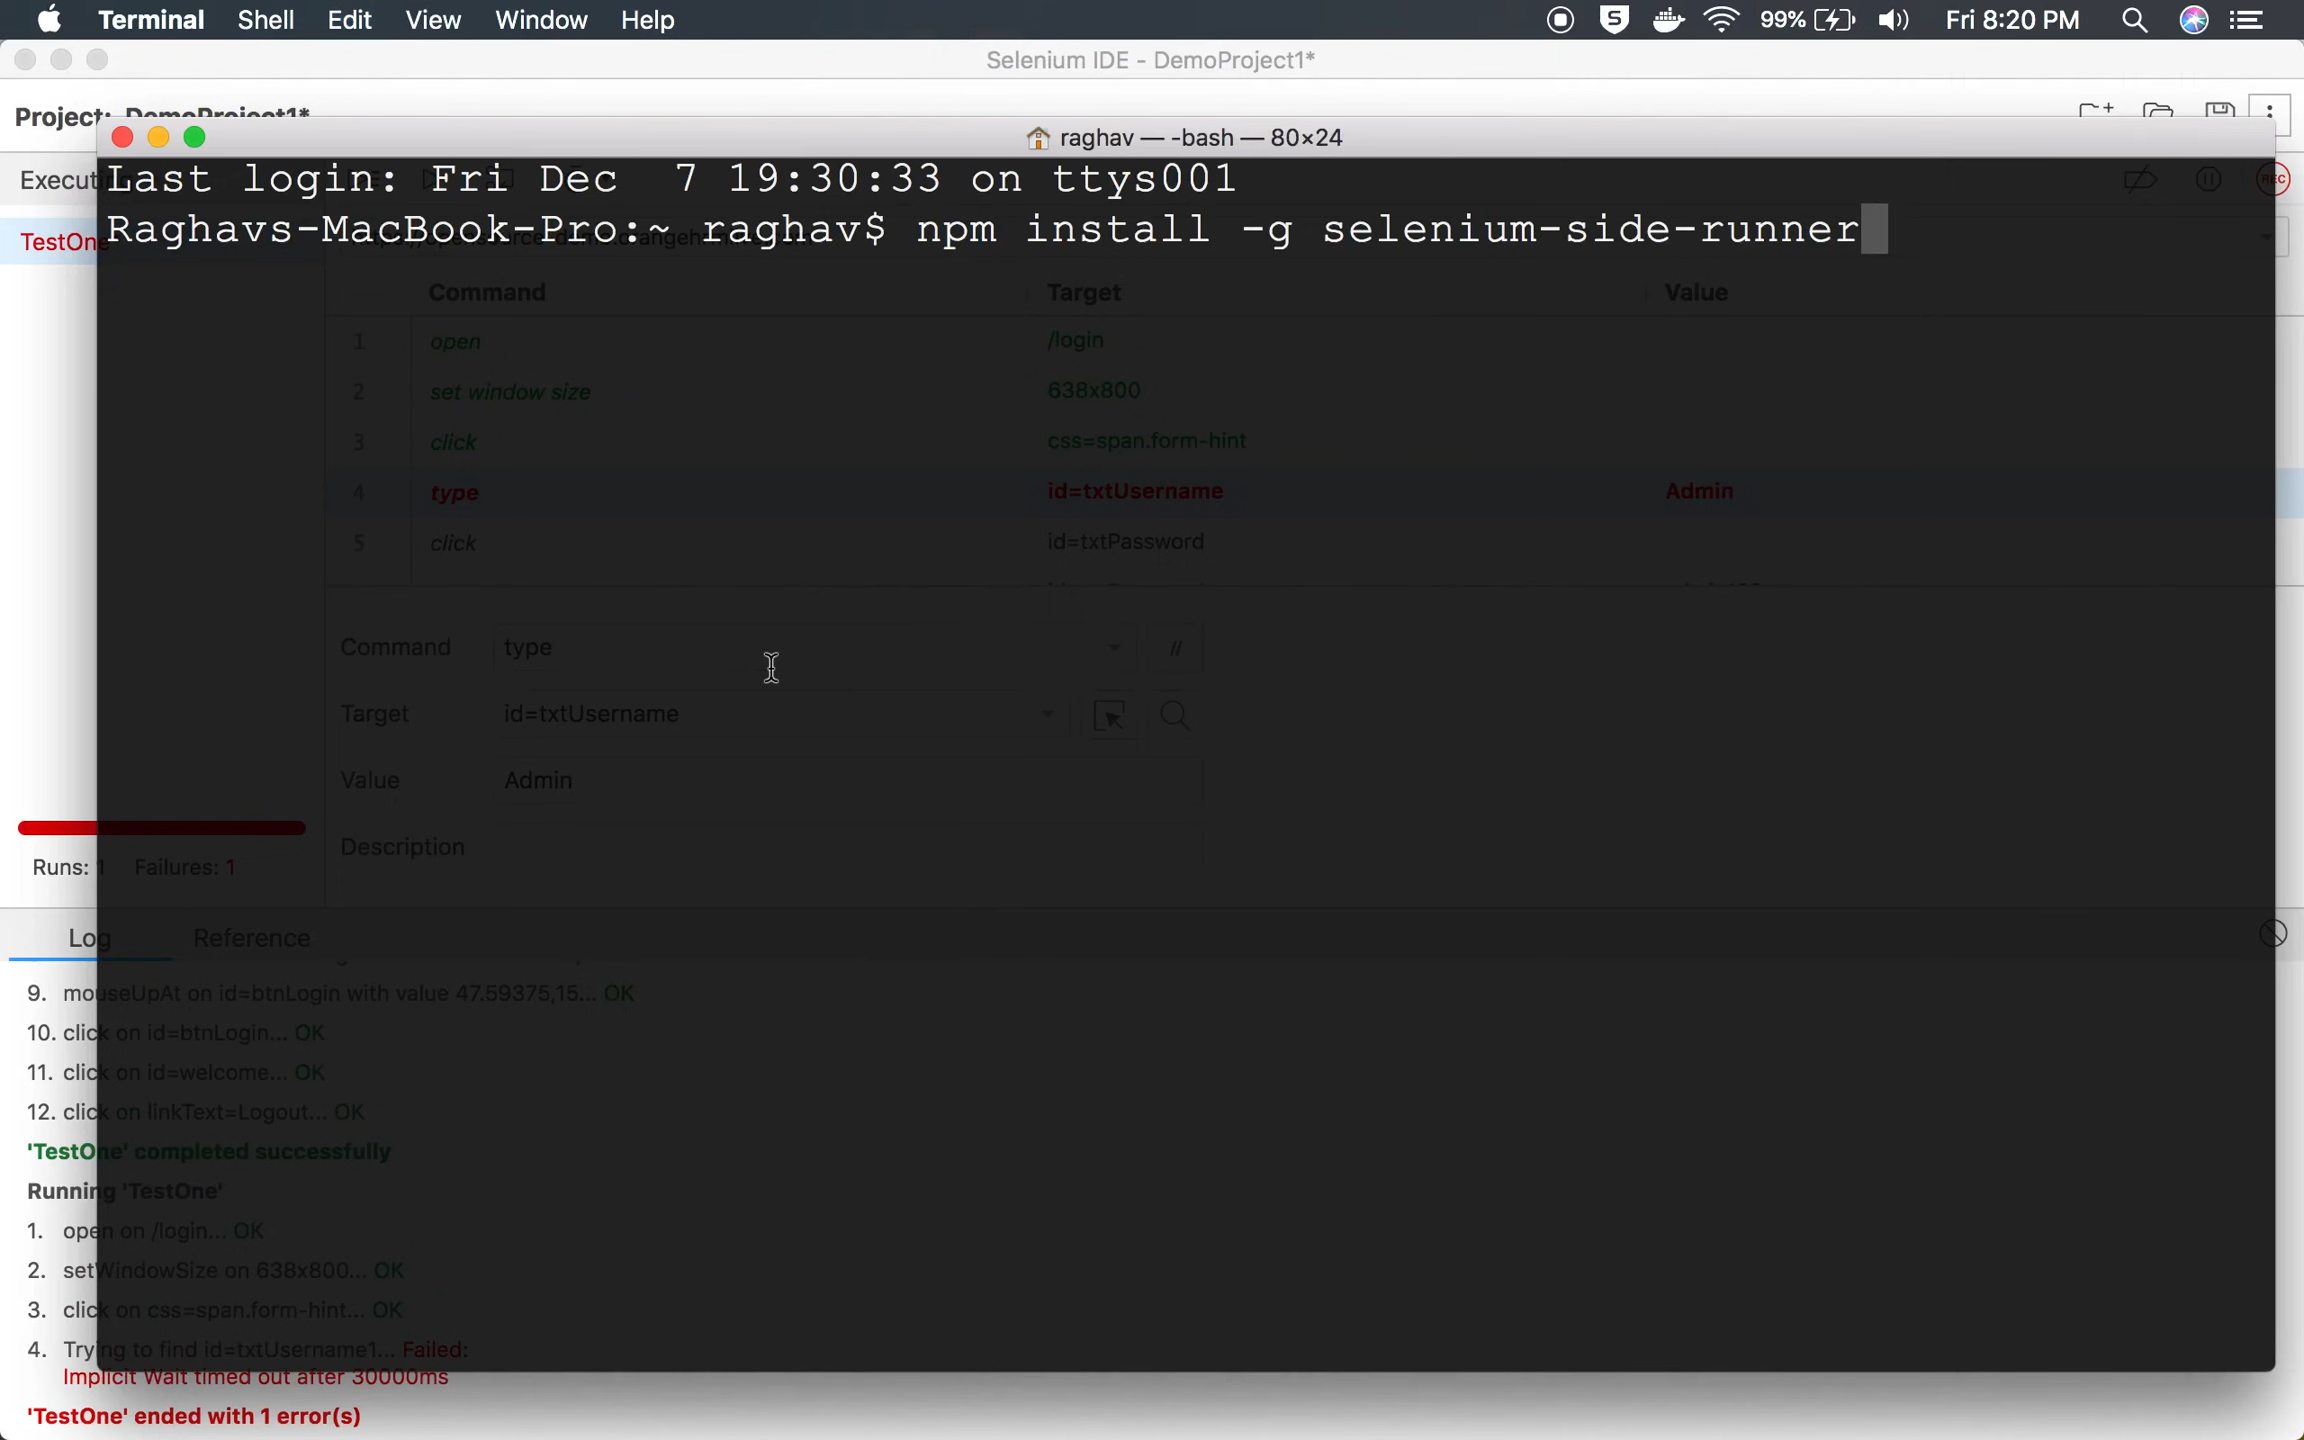 Terminal Shell Edit View Window Help 99% Fri 8:20 PM
Selenium IDE - DemoProject1*
Project: DemoProject1*
raghav — -bash — 80×24
Executi
Last login: Fri Dec  7 19:30:33 on ttys001
REC
TestOne
Raghavs-MacBook-Pro:~ raghav$ npm install -g selenium-side-runner
Command Target Value
1 open /login
2 set window size 638x800
3 click css=span.form-hint
4 type id=txtUsername Admin
5 click id=txtPassword
Command type //
Target id=txtUsername
Value Admin
Description
Runs: 1 Failures: 1
Log Reference
9. mouseUpAt on id=btnLogin with value 47.59375,15... OK
10. click on id=btnLogin... OK
11. click on id=welcome... OK
12. click on linkText=Logout... OK
'TestOne' completed successfully
Running 'TestOne'
1. open on /login... OK
2. setWindowSize on 638x800... OK
3. click on css=span.form-hint... OK
4. Trying to find id=txtUsername1... Failed:
Implicit Wait timed out after 30000ms
'TestOne' ended with 1 error(s)